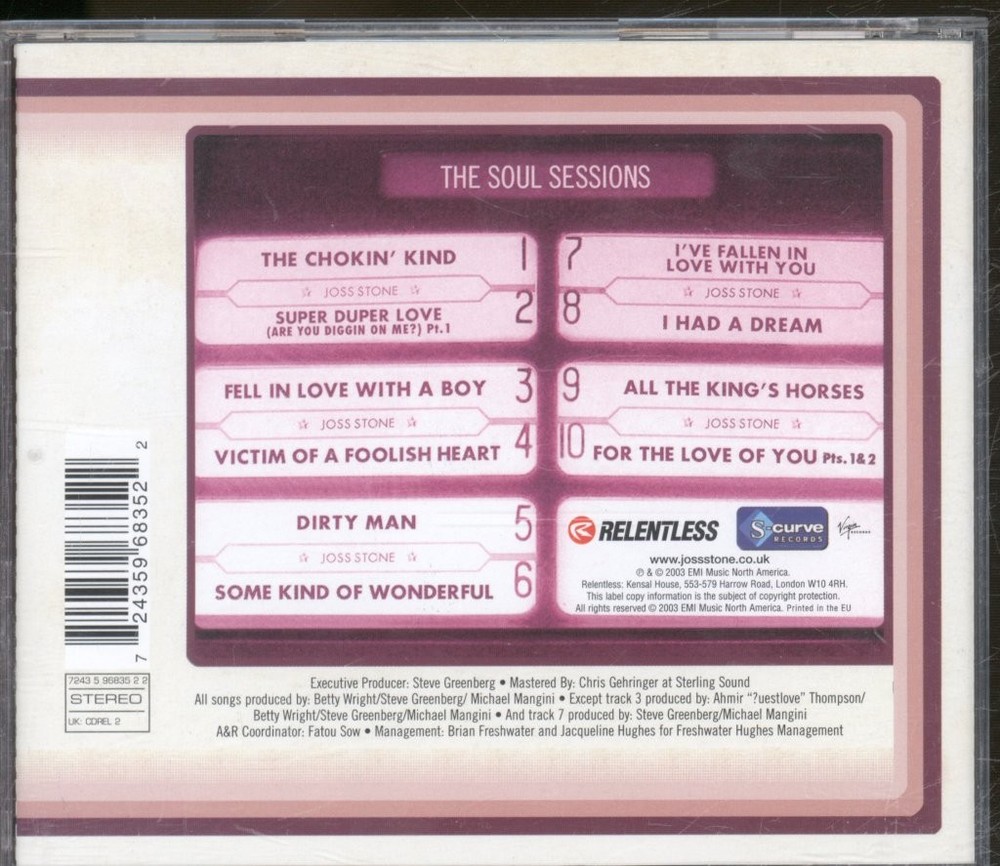 THE SOUL SESSIONS
THE CHOKIN' KIND 1
☆ JOSS STONE ☆
SUPER DUPER LOVE 2
(ARE YOU DIGGIN ON ME?) Pt.1
FELL IN LOVE WITH A BOY 3
☆ JOSS STONE ☆
VICTIM OF A FOOLISH HEART 4
DIRTY MAN 5
☆ JOSS STONE ☆
SOME KIND OF WONDERFUL 6
7 I'VE FALLEN IN
LOVE WITH YOU
☆ JOSS STONE ☆
8 I HAD A DREAM
9 ALL THE KING'S HORSES
☆ JOSS STONE ☆
10 FOR THE LOVE OF YOU Pts. 1&2
RELENTLESS S-curve RECORDS Virgin
www.jossstone.co.uk
℗ & © 2003 EMI Music North America.
Relentless: Kensal House, 553-579 Harrow Road, London W10 4RH.
This label copy information is the subject of copyright protection.
All rights reserved © 2003 EMI Music North America. Printed in the EU
7 24359 68352 2
7243 5 96835 2 2
STEREO
UK: CDREL 2
Executive Producer: Steve Greenberg • Mastered By: Chris Gehringer at Sterling Sound
All songs produced by: Betty Wright/Steve Greenberg/ Michael Mangini • Except track 3 produced by: Ahmir "?uestlove" Thompson/
Betty Wright/Steve Greenberg/Michael Mangini • And track 7 produced by: Steve Greenberg/Michael Mangini
A&R Coordinator: Fatou Sow • Management: Brian Freshwater and Jacqueline Hughes for Freshwater Hughes Management